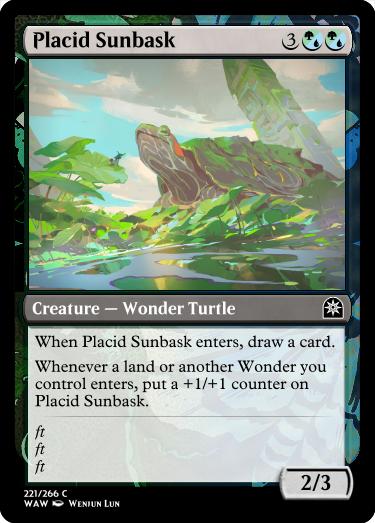 Placid Sunbask 3
Creature — Wonder Turtle
When Placid Sunbask enters, draw a card.
Whenever a land or another Wonder you
control enters, put a +1/+1 counter on
Placid Sunbask.
ft
ft
ft
2/3
221/266 C
WAW Wenjun Lun